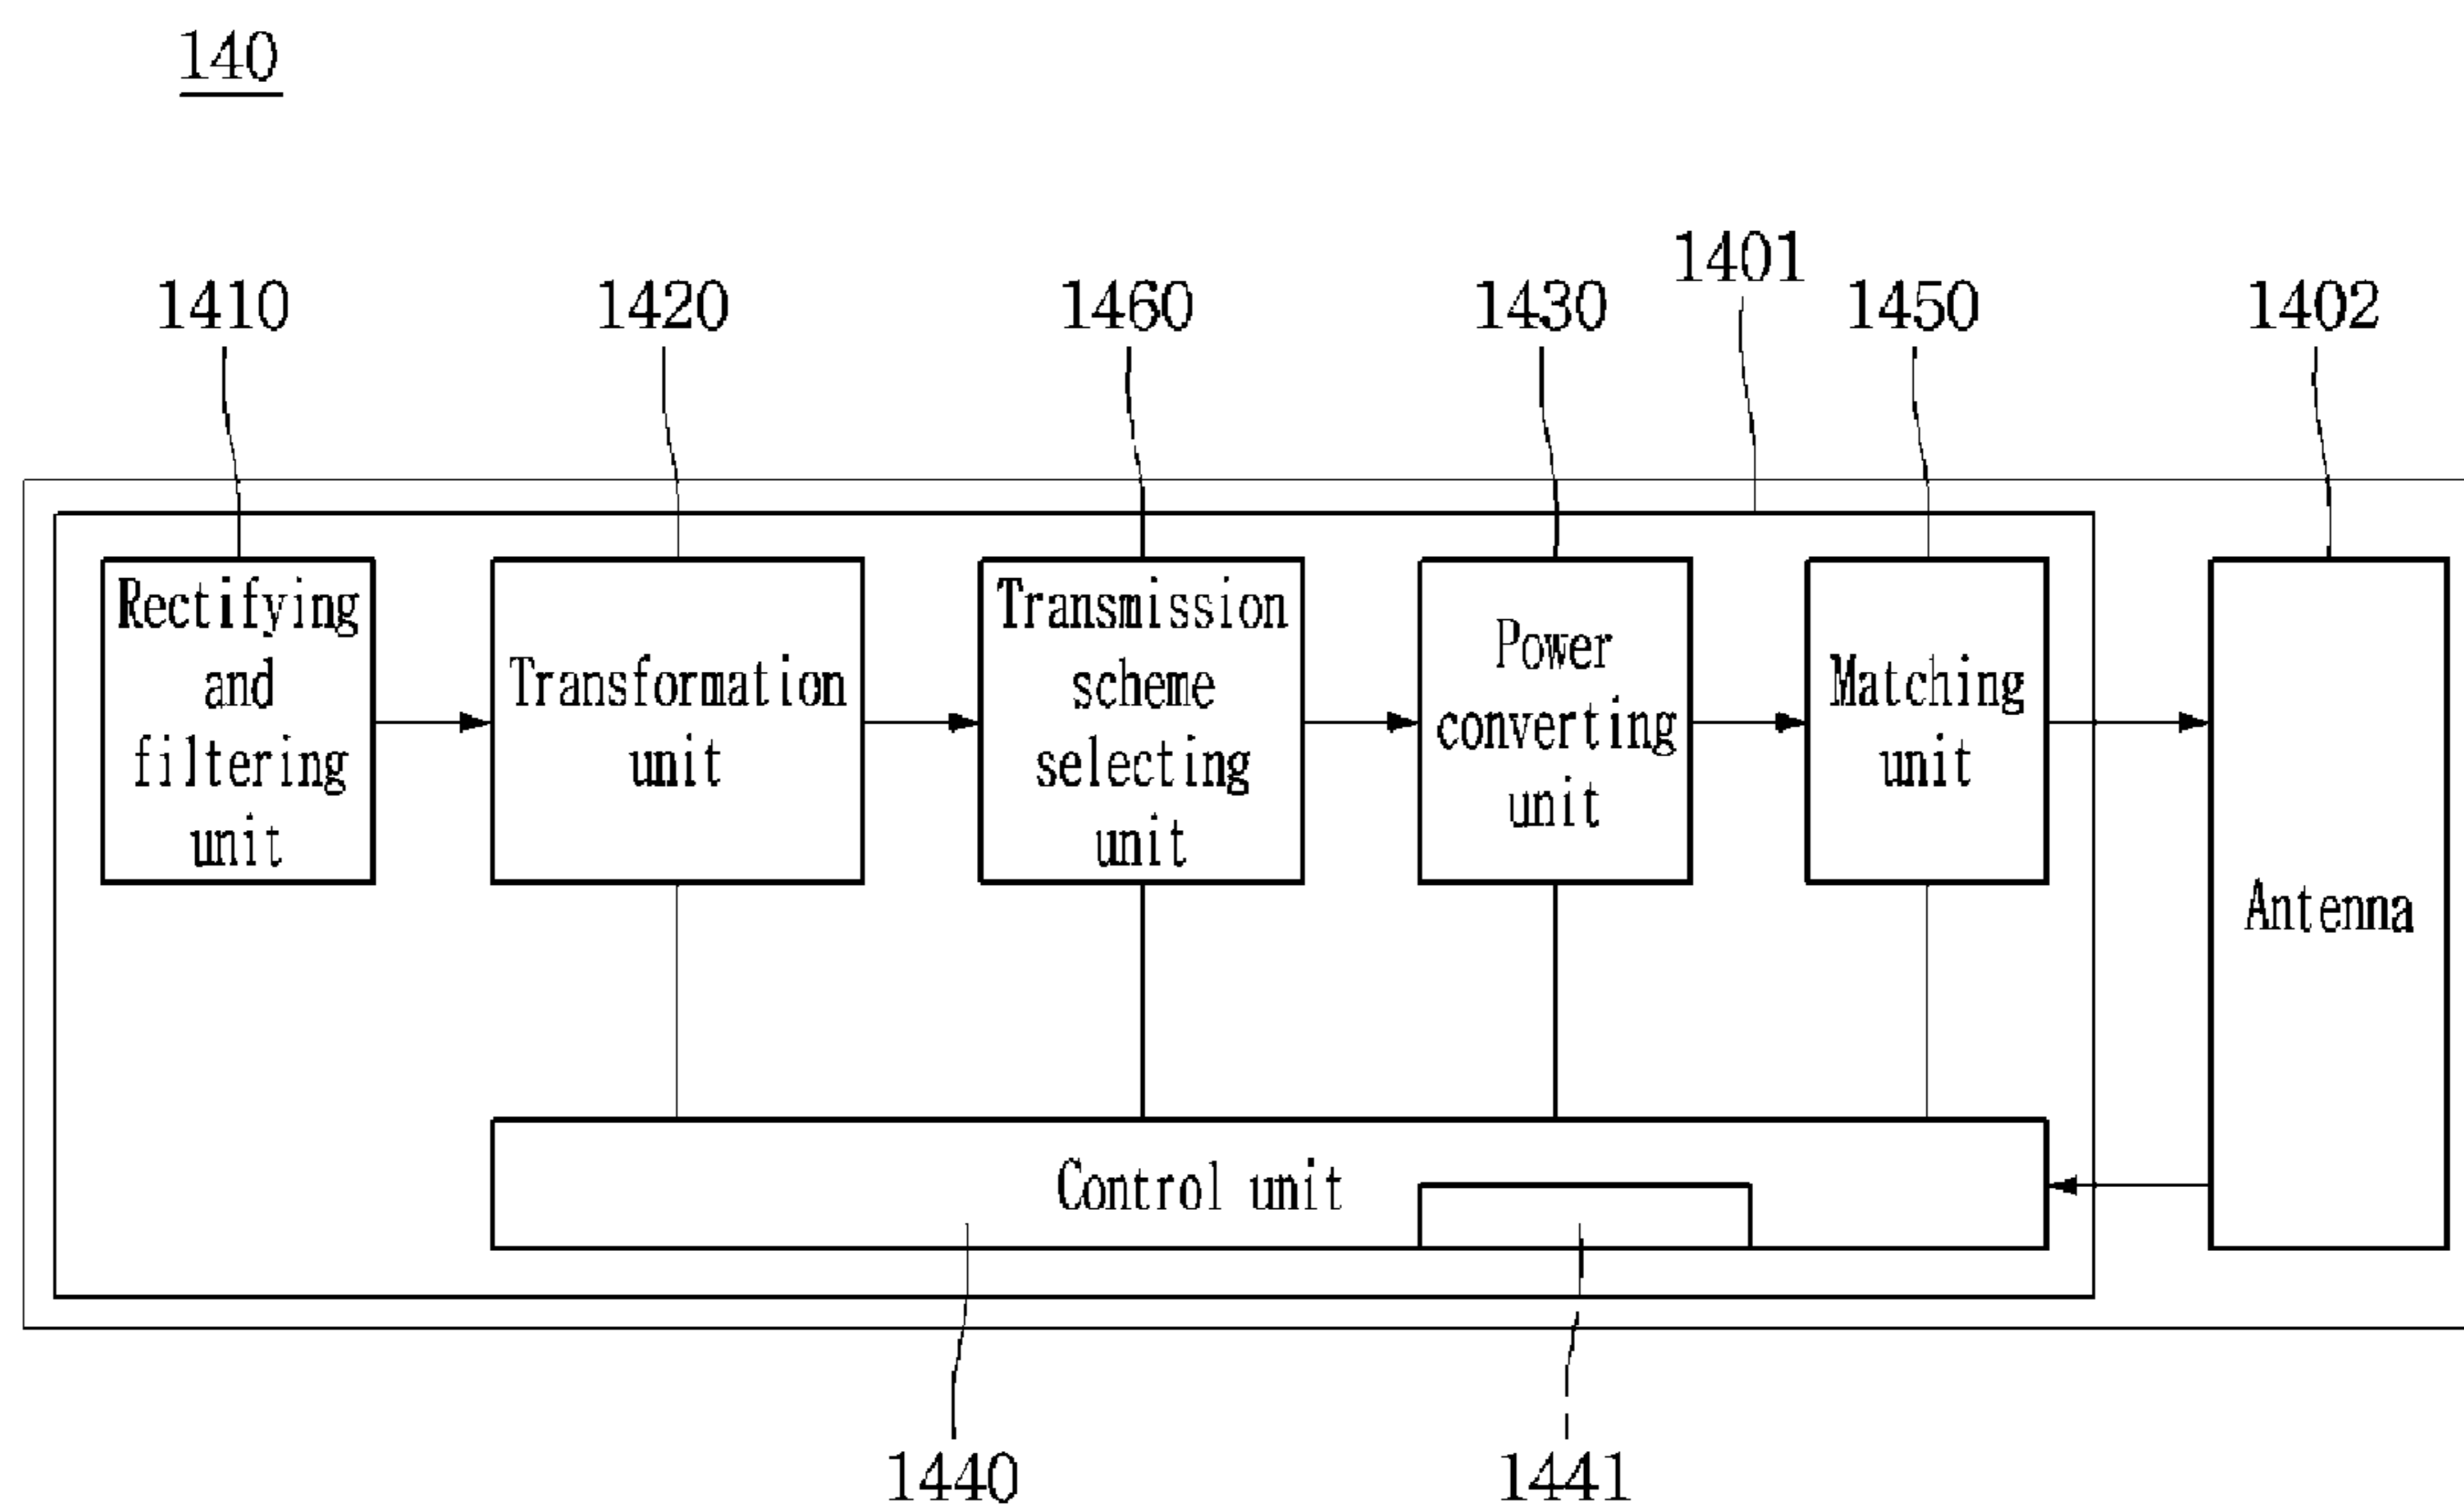 140
1401
1410
1420
1460
1430
1450
1402
Rectifying
and
filtering
unit
Transformation
unit
Transmission
scheme
selecting
unit
Power
converting
unit
Matching
unit
Antenna
Control unit
1440
1441